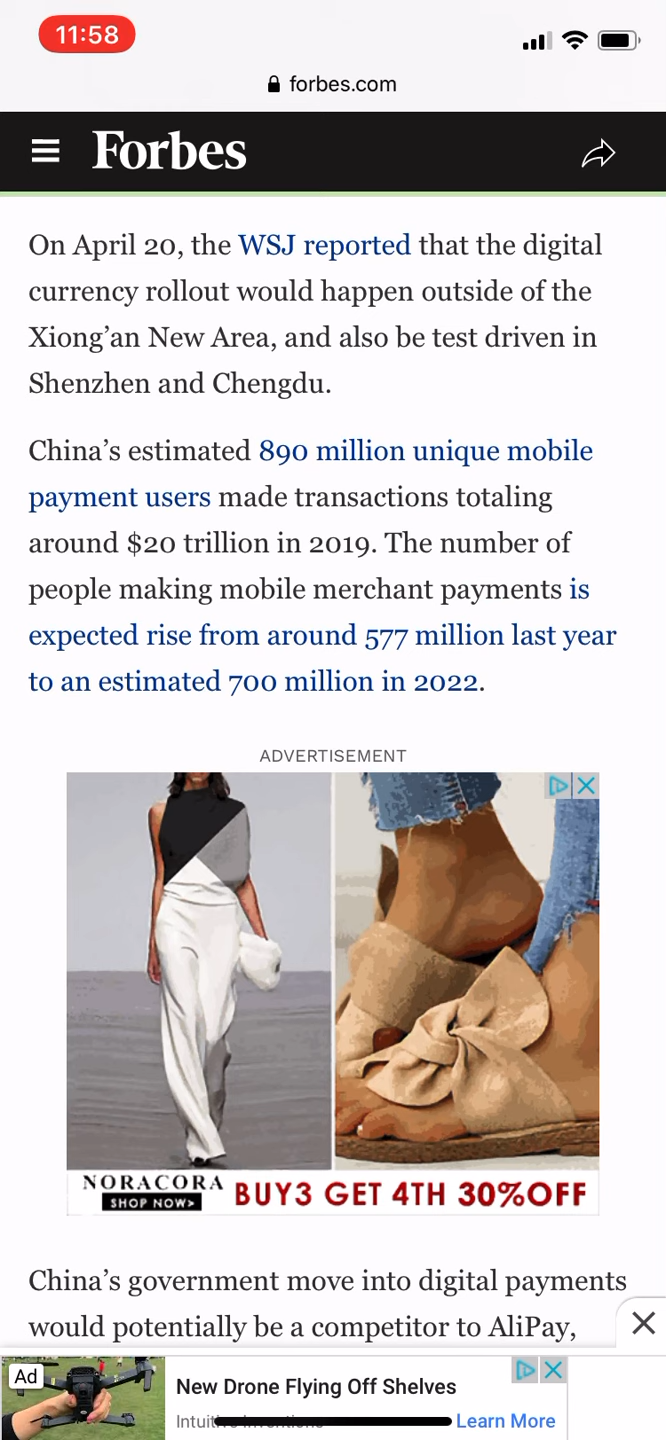 11:58
forbes.com
Forbes
On April 20, the WSJ reported that the digital
currency rollout would happen outside of the
Xiong’an New Area, and also be test driven in
Shenzhen and Chengdu.
China’s estimated 890 million unique mobile
payment users made transactions totaling
around $20 trillion in 2019. The number of
people making mobile merchant payments is
expected rise from around 577 million last year
to an estimated 700 million in 2022.
ADVERTISEMENT
NORACORA
SHOP NOW>
BUY3 GET 4TH 30%OFF
China’s government move into digital payments
would potentially be a competitor to AliPay,
Ad
New Drone Flying Off Shelves
Learn More